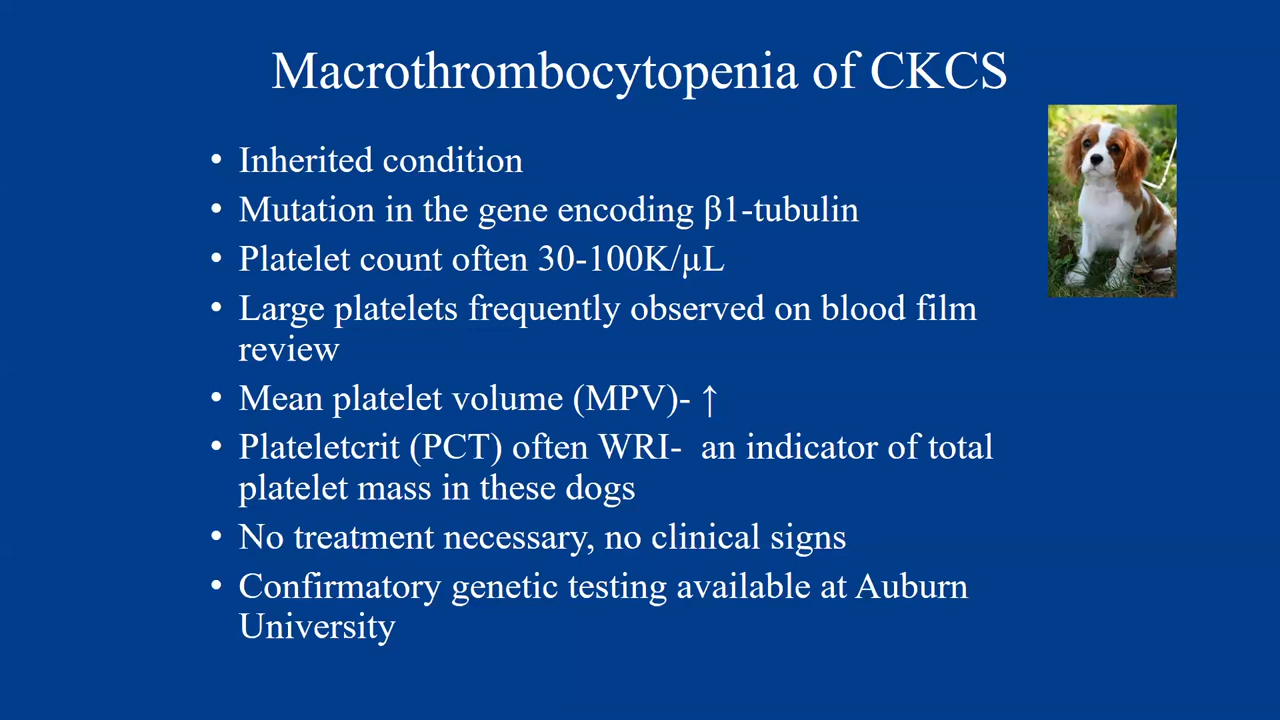 Macrothrombocytopenia of CKCS
• Inherited condition
• Mutation in the gene encoding β1-tubulin
• Platelet count often 30-100K/µL
• Large platelets frequently observed on blood film
review
• Mean platelet volume (MPV)- ↑
• Plateletcrit (PCT) often WRI-  an indicator of total
platelet mass in these dogs
• No treatment necessary, no clinical signs
• Confirmatory genetic testing available at Auburn
University